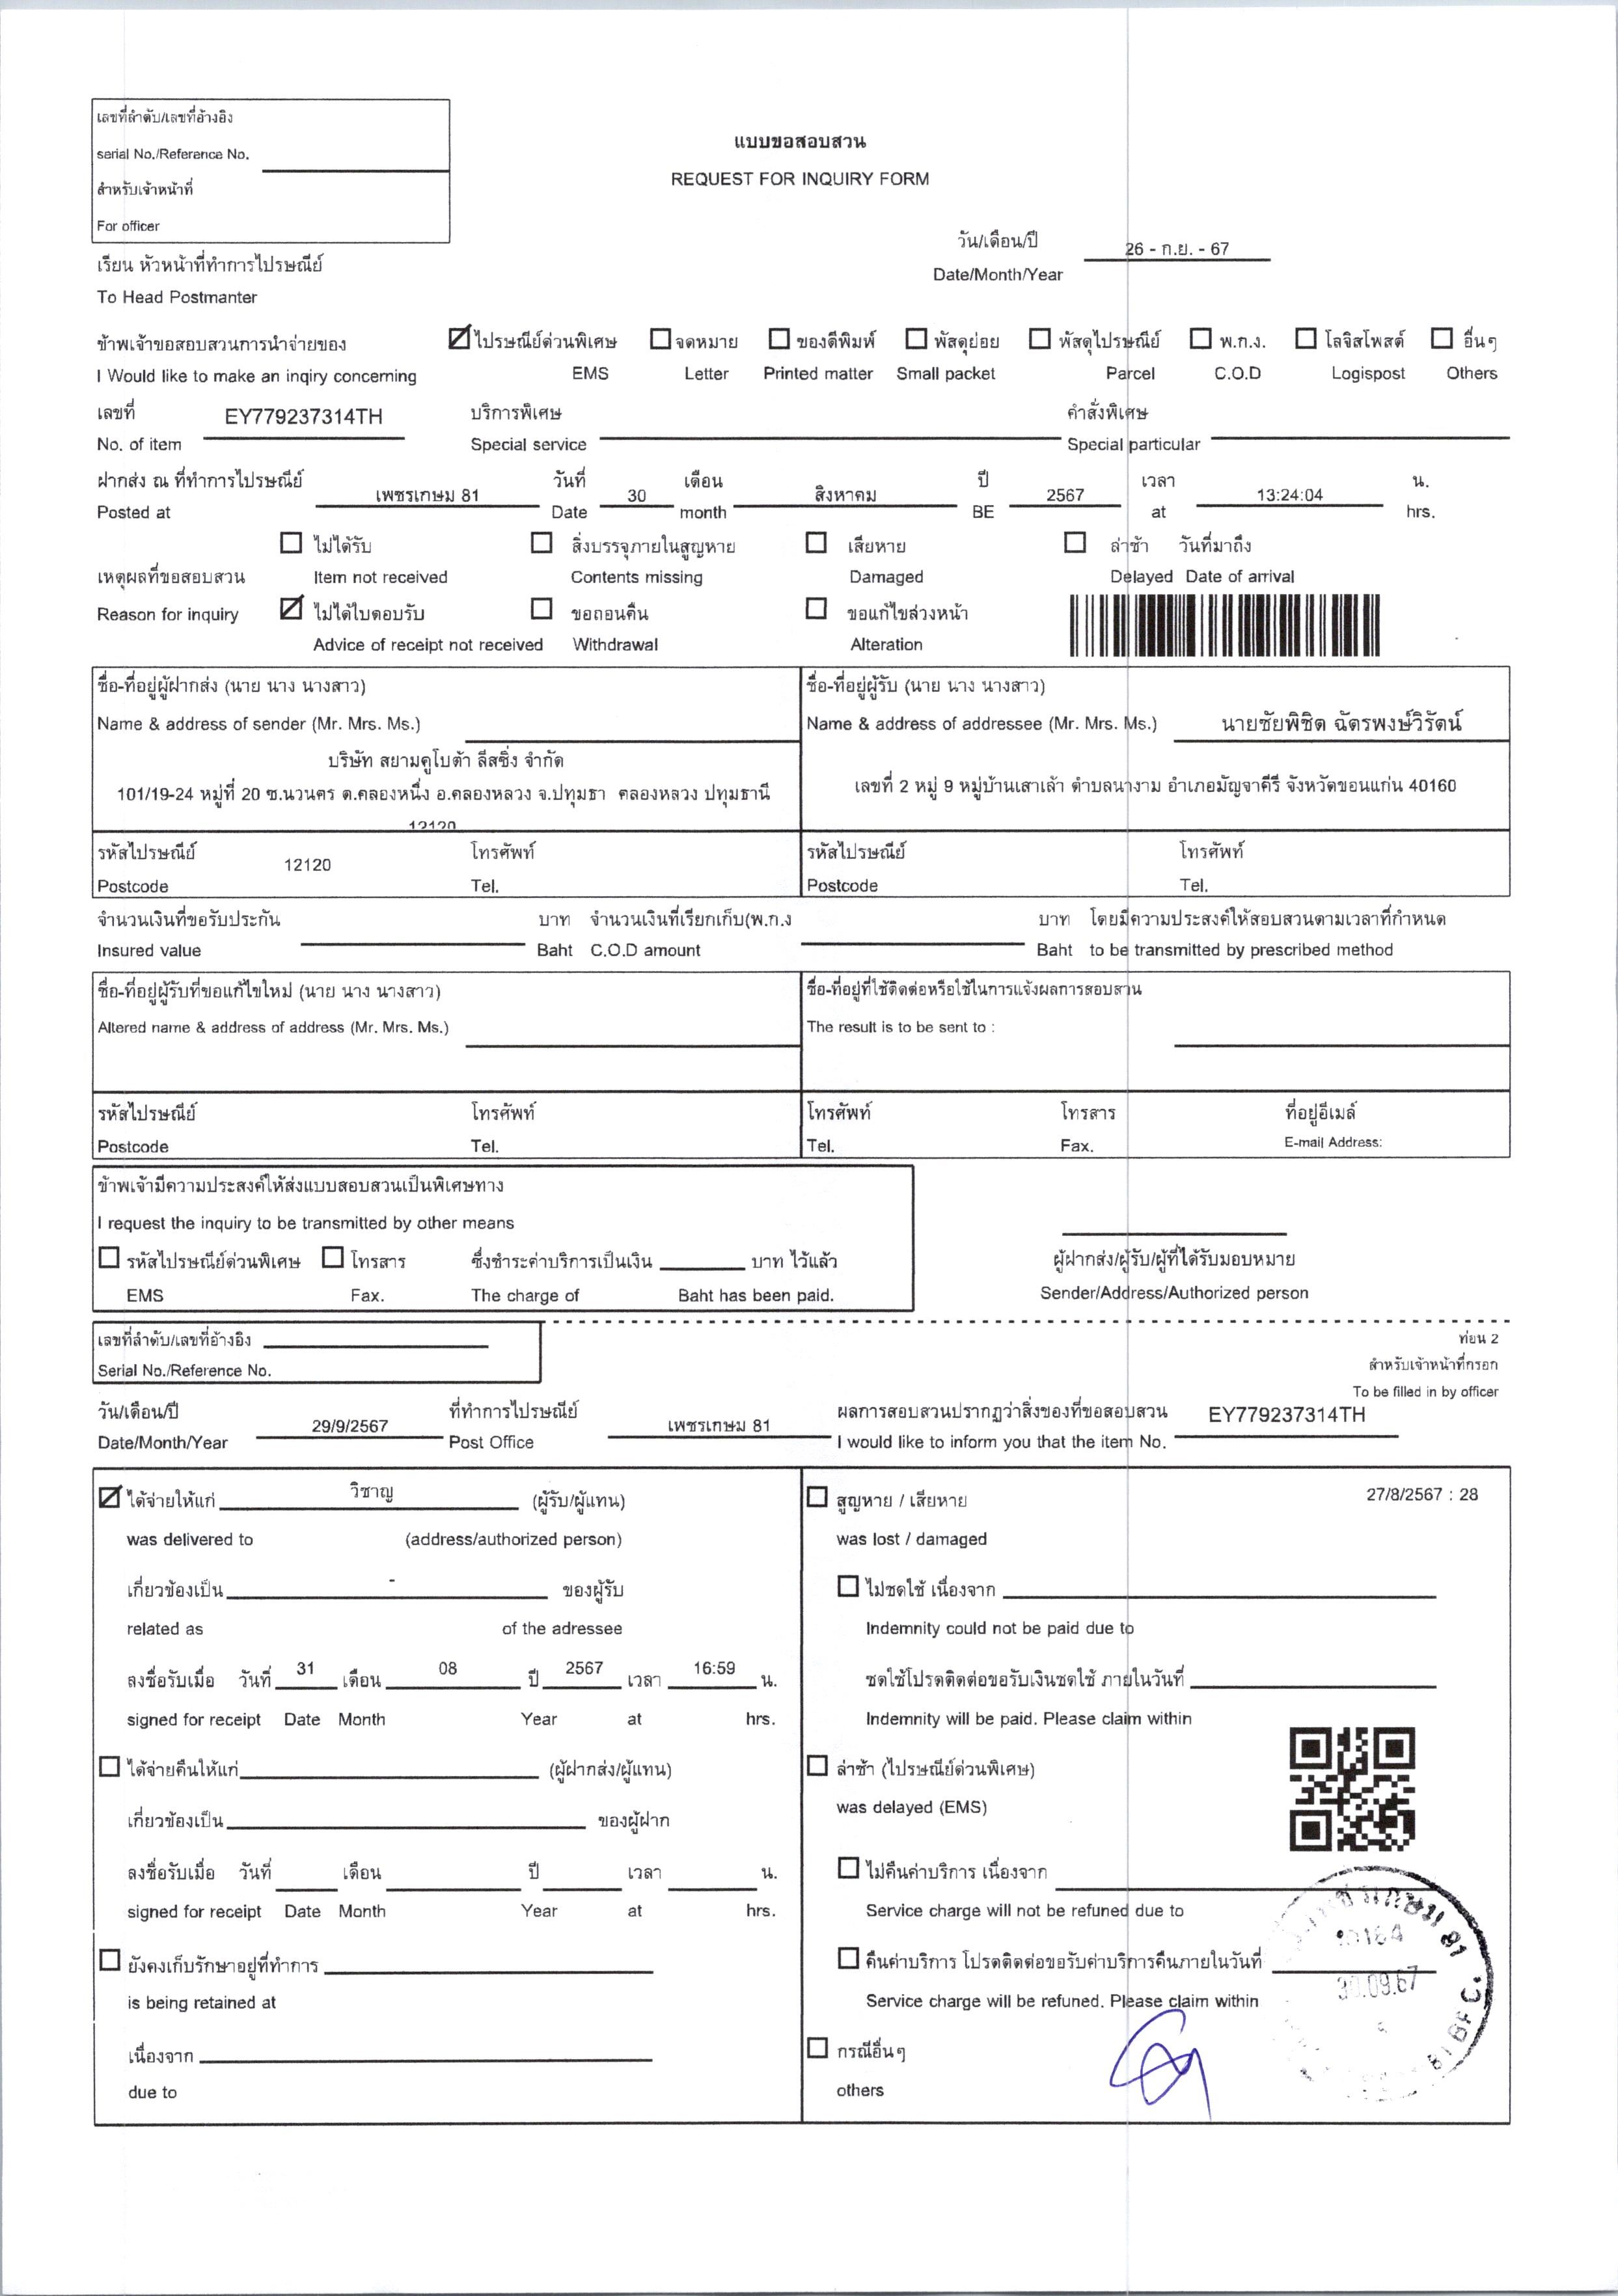 เลขที่ลำดับ/เลขที่อ้างอิง
serial No./Reference No.
สำหรับเจ้าหน้าที่
For officer
แบบขอสอบสวน
REQUEST FOR INQUIRY FORM
วัน/เดือน/ปี 26 - ก.ย. - 67
Date/Month/Year
เรียน หัวหน้าที่ทำการไปรษณีย์
To Head Postmanter
ข้าพเจ้าขอสอบสวนการนำจ่ายของ ไปรษณีย์ด่วนพิเศษ จดหมาย ของตีพิมพ์ พัสดุย่อย พัสดุไปรษณีย์ พ.ก.ง. โลจิสโพสต์ อื่นๆ
I Would like to make an inqiry concerning EMS Letter Printed matter Small packet Parcel C.O.D Logispost Others
เลขที่ EY779237314TH บริการพิเศษ คำสั่งพิเศษ
No. of item Special service Special particular
ฝากส่ง ณ ที่ทำการไปรษณีย์ เพชรเกษม 81 วันที่ 30 เดือน สิงหาคม ปี 2567 เวลา 13:24:04 น.
Posted at Date month BE at hrs.
ไม่ได้รับ สิ่งบรรจุภายในสูญหาย เสียหาย ล่าช้า วันที่มาถึง
เหตุผลที่ขอสอบสวน Item not received Contents missing Damaged Delayed Date of arrival
Reason for inquiry ไม่ได้ใบตอบรับ ขอถอนคืน ขอแก้ไขล่วงหน้า
Advice of receipt not received Withdrawal Alteration
ชื่อ-ที่อยู่ผู้ฝากส่ง (นาย นาง นางสาว) ชื่อ-ที่อยู่ผู้รับ (นาย นาง นางสาว)
Name & address of sender (Mr. Mrs. Ms.) Name & address of addressee (Mr. Mrs. Ms.) นายชัยพิชิต ฉัตรพงษ์วิรัตน์
บริษัท สยามคูโบต้า ลีสซิ่ง จำกัด
101/19-24 หมู่ที่ 20 ซ.นวนคร ต.คลองหนึ่ง อ.คลองหลวง จ.ปทุมธา คลองหลวง ปทุมธานี เลขที่ 2 หมู่ 9 หมู่บ้านเสาเล้า ตำบลนางาม อำเภอมัญจาคีรี จังหวัดขอนแก่น 40160
12120
รหัสไปรษณีย์ 12120 โทรศัพท์ รหัสไปรษณีย์ โทรศัพท์
Postcode Tel. Postcode Tel.
จำนวนเงินที่ขอรับประกัน บาท จำนวนเงินที่เรียกเก็บ(พ.ก.ง บาท โดยมีความประสงค์ให้สอบสวนตามเวลาที่กำหนด
Insured value Baht C.O.D amount Baht to be transmitted by prescribed method
ชื่อ-ที่อยู่ผู้รับที่ขอแก้ไขใหม่ (นาย นาง นางสาว) ชื่อ-ที่อยู่ที่ใช้ติดต่อหรือใช้ในการแจ้งผลการสอบสวน
Altered name & address of address (Mr. Mrs. Ms.) The result is to be sent to :
รหัสไปรษณีย์ โทรศัพท์ โทรศัพท์ โทรสาร ที่อยู่อีเมล์
Postcode Tel. Tel. Fax. E-mail Address:
ข้าพเจ้ามีความประสงค์ให้ส่งแบบสอบสวนเป็นพิเศษทาง
I request the inquiry to be transmitted by other means
รหัสไปรษณีย์ด่วนพิเศษ โทรสาร ซึ่งชำระค่าบริการเป็นเงิน บาท ไว้แล้ว ผู้ฝากส่ง/ผู้รับ/ผู้ที่ได้รับมอบหมาย
EMS Fax. The charge of Baht has been paid. Sender/Address/Authorized person
เลขที่ลำดับ/เลขที่อ้างอิง ท่อน 2
Serial No./Reference No. สำหรับเจ้าหน้าที่กรอก
To be filled in by officer
วัน/เดือน/ปี 29/9/2567 ที่ทำการไปรษณีย์ เพชรเกษม 81 ผลการสอบสวนปรากฏว่าสิ่งของที่ขอสอบสวน EY779237314TH
Date/Month/Year Post Office I would like to inform you that the item No.
ได้จ่ายให้แก่ วิชาญ (ผู้รับ/ผู้แทน) สูญหาย / เสียหาย 27/8/2567 : 28
was delivered to (address/authorized person) was lost / damaged
เกี่ยวข้องเป็น - ของผู้รับ ไม่ชดใช้ เนื่องจาก
related as of the adressee Indemnity could not be paid due to
ลงชื่อรับเมื่อ วันที่ 31 เดือน 08 ปี 2567 เวลา 16:59 น. ชดใช้โปรดติดต่อขอรับเงินชดใช้ ภายในวันที่
signed for receipt Date Month Year at hrs. Indemnity will be paid. Please claim within
ได้จ่ายคืนให้แก่ (ผู้ฝากส่ง/ผู้แทน) ล่าช้า (ไปรษณีย์ด่วนพิเศษ)
was delayed (EMS)
เกี่ยวข้องเป็น ของผู้ฝาก
ลงชื่อรับเมื่อ วันที่ เดือน ปี เวลา น. ไม่คืนค่าบริการ เนื่องจาก
signed for receipt Date Month Year at hrs. Service charge will not be refuned due to
ยังคงเก็บรักษาอยู่ที่ทำการ คืนค่าบริการ โปรดติดต่อขอรับค่าบริการคืนภายในวันที่
is being retained at Service charge will be refuned. Please claim within
เนื่องจาก กรณีอื่นๆ
due to others
เกษม 81
10164
30.09.67